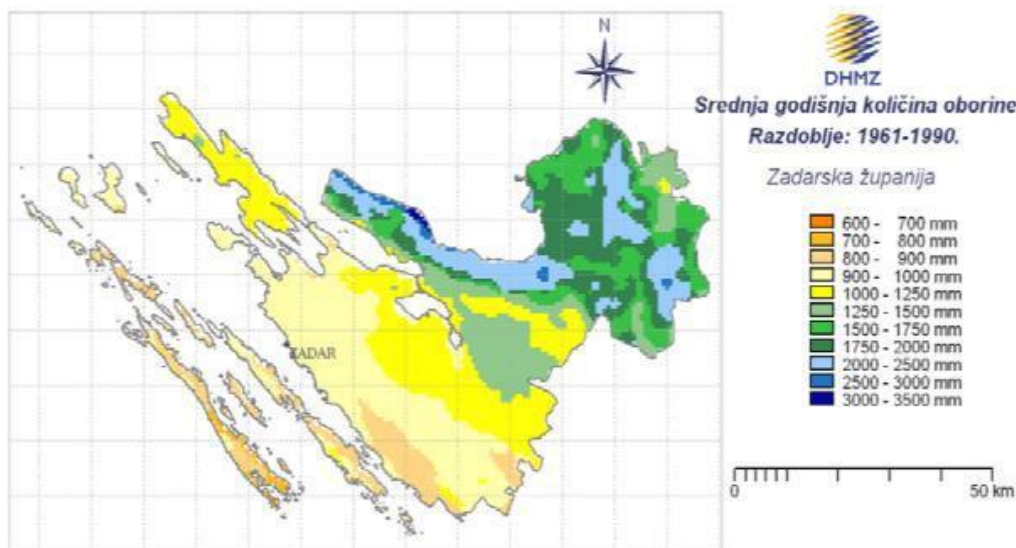 N
DHMZ
Srednja godišnja količina oborine
Razdoblje: 1961-1990.
Zadarska županija
600 - 700 mm
700 - 800 mm
800 - 900 mm
900 - 1000 mm
1000 - 1250 mm
1250 - 1500 mm
1500 - 1750 mm
1750 - 2000 mm
2000 - 2500 mm
2500 - 3000 mm
3000 - 3500 mm
ZADAR
0 50 km